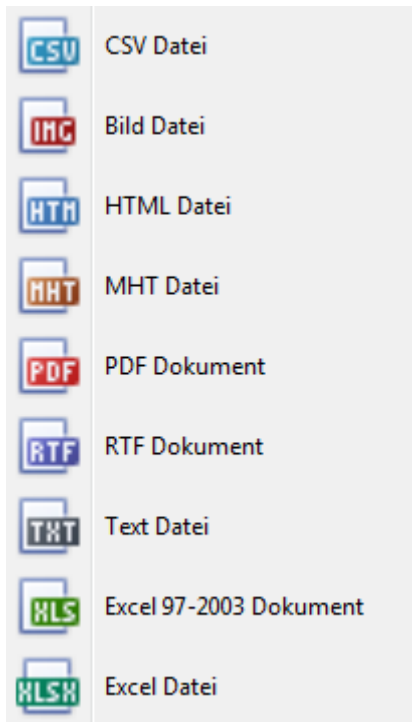 CSV CSV Datei
IMG Bild Datei
HTM HTML Datei
MHT MHT Datei
PDF PDF Dokument
RTF RTF Dokument
TXT Text Datei
XLS Excel 97-2003 Dokument
XLSX Excel Datei